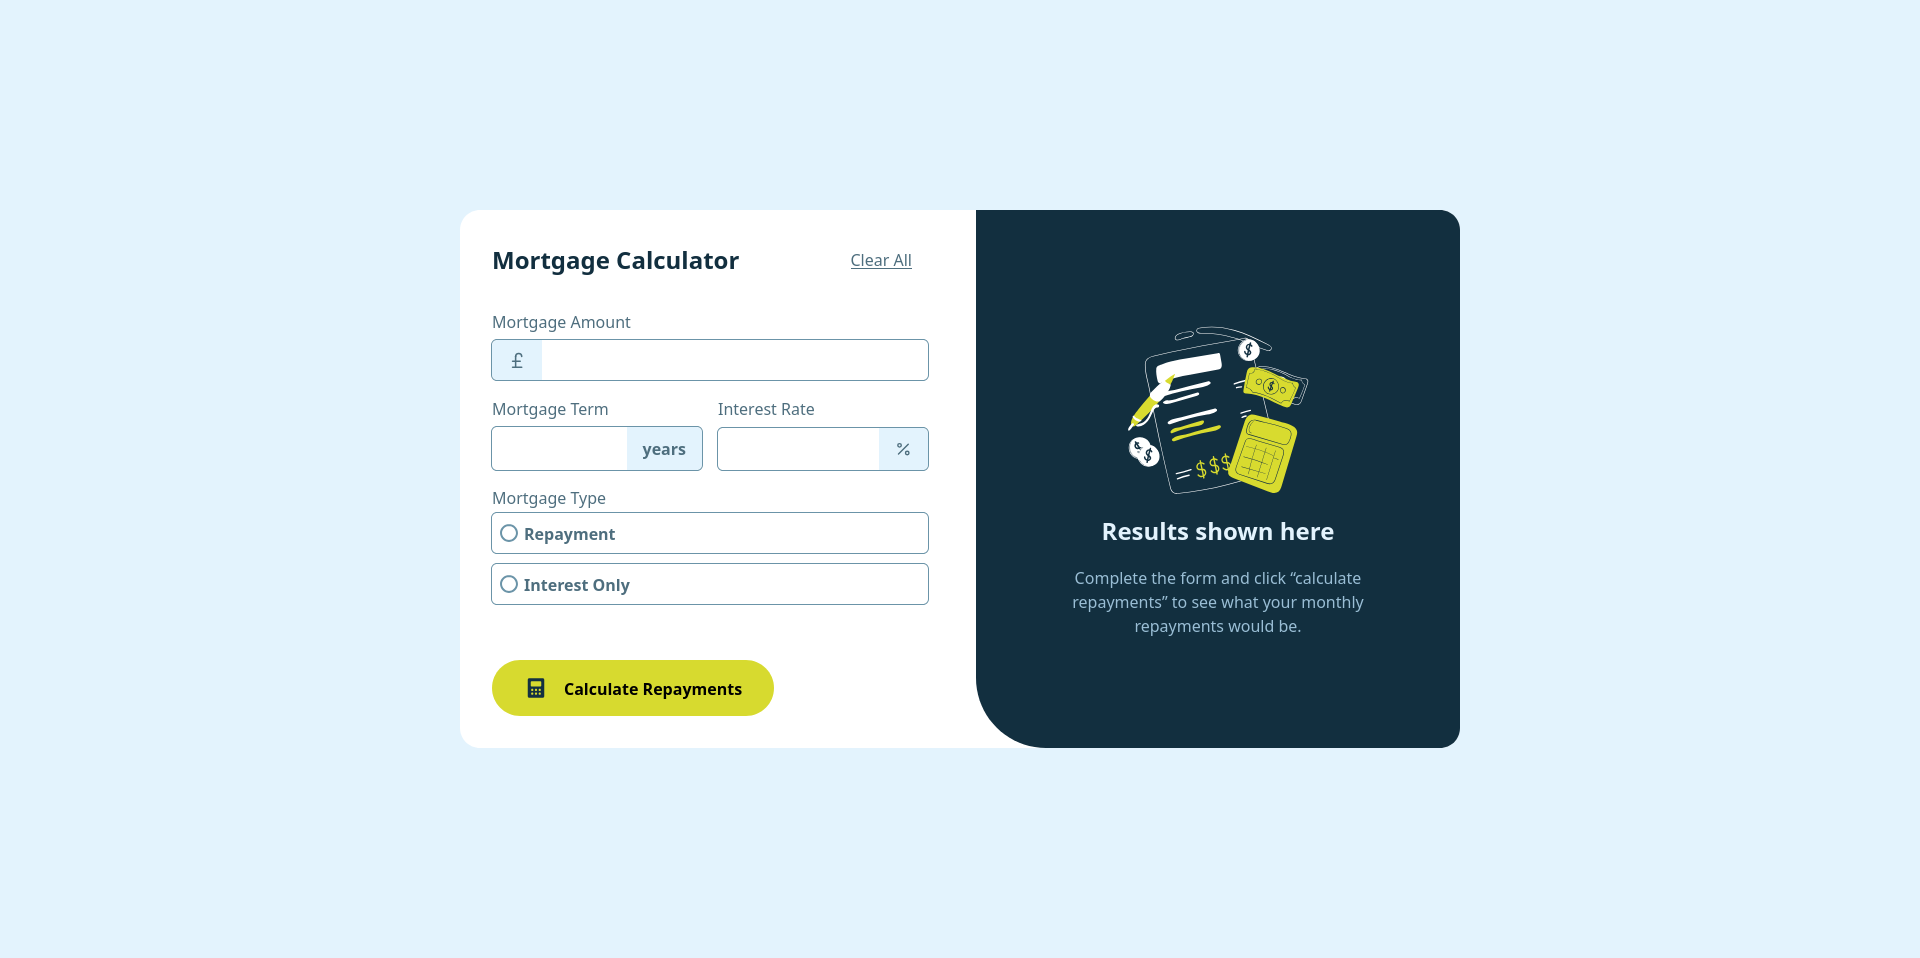 Mortgage Calculator
Clear All
Mortgage Amount
£
Mortgage Term
Interest Rate
years
%
Mortgage Type
Repayment
Interest Only
Calculate Repayments
$
$
$
$
$$$
Results shown here
Complete the form and click “calculate
repayments” to see what your monthly
repayments would be.